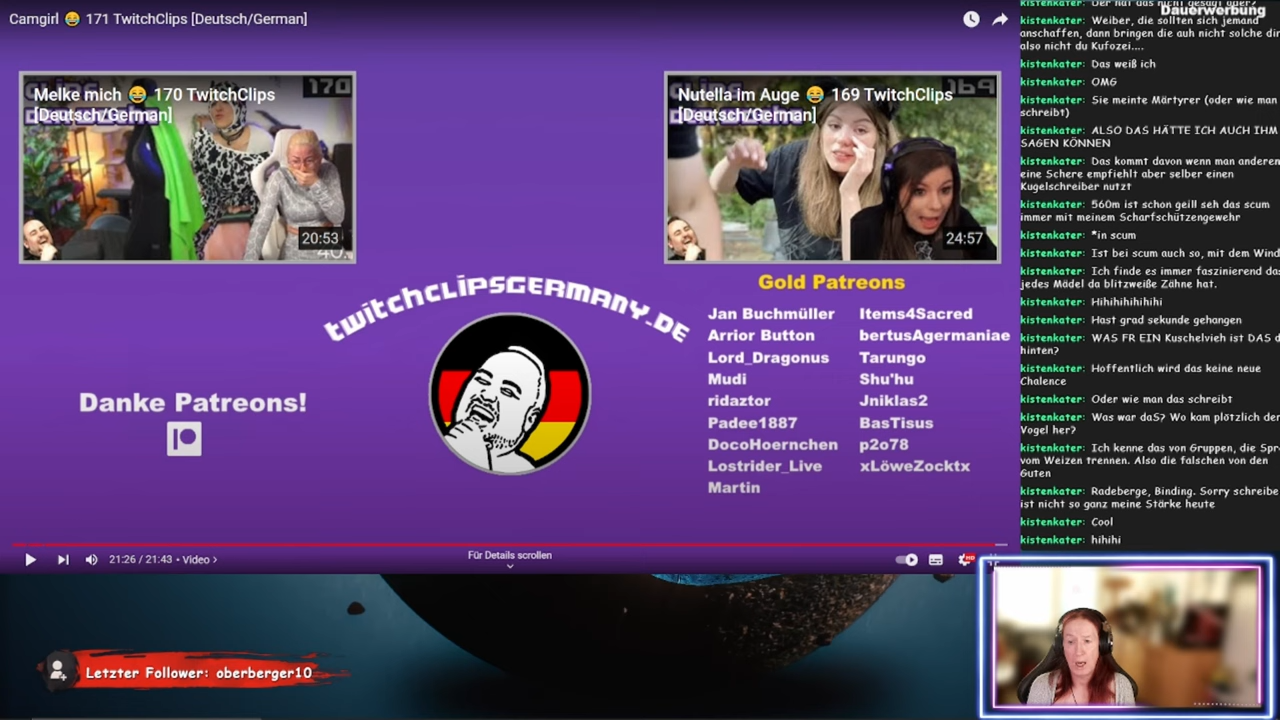 Camgirl 😂 171 TwitchClips [Deutsch/German]
Melke mich 😂 170 TwitchClips
[Deutsch/German]
170
20:53
Nutella im Auge 😂 169 TwitchClips
[Deutsch/German]
169
24:57
twitchclipsgermany.de
Danke Patreons!
Gold Patreons
Jan Buchmüller
Items4Sacred
Arrior Button
bertusAgermaniae
Lord_Dragonus
Tarungo
Mudi
Shu'hu
ridaztor
Jniklas2
Padee1887
BasTisus
DocoHoernchen
p2o78
Lostrider_Live
xLöweZocktx
Martin
21:26 / 21:43 • Video ›
Für Details scrollen
HD
Letzter Follower: oberberger10
Dauerwerbung
kistenkater: Der hat das nicht gesagt oder?
kistenkater: Weiber, die sollten sich jemand
anschaffen, dann bringen die auh nicht solche din
also nicht du Kufozei....
kistenkater: Das weiß ich
kistenkater: OMG
kistenkater: Sie meinte Märtyrer (oder wie man
schreibt)
kistenkater: ALSO DAS HÄTTE ICH AUCH IHM
SAGEN KÖNNEN
kistenkater: Das kommt davon wenn man anderen
eine Schere empfiehlt aber selber einen
Kugelschreiber nutzt
kistenkater: 560m ist schon geill seh das scum
immer mit meinem Scharfschützengewehr
kistenkater: *in scum
kistenkater: Ist bei scum auch so, mit dem Wind
kistenkater: Ich finde es immer faszinierend das
jedes Mädel da blitzweiße Zähne hat.
kistenkater: Hihihihihihihi
kistenkater: Hast grad sekunde gehangen
kistenkater: WAS FR EIN Kuschelvieh ist DAS d
hinten?
kistenkater: Hoffentlich wird das keine neue
Chalence
kistenkater: Oder wie man das schreibt
kistenkater: Was war daS? Wo kam plötzlich der
Vogel her?
kistenkater: Ich kenne das von Gruppen, die Spr
vom Weizen trennen. Also die falschen von den
Guten
kistenkater: Radeberge, Binding. Sorry schreibe
ist nicht so ganz meine Stärke heute
kistenkater: Cool
kistenkater: hihihi